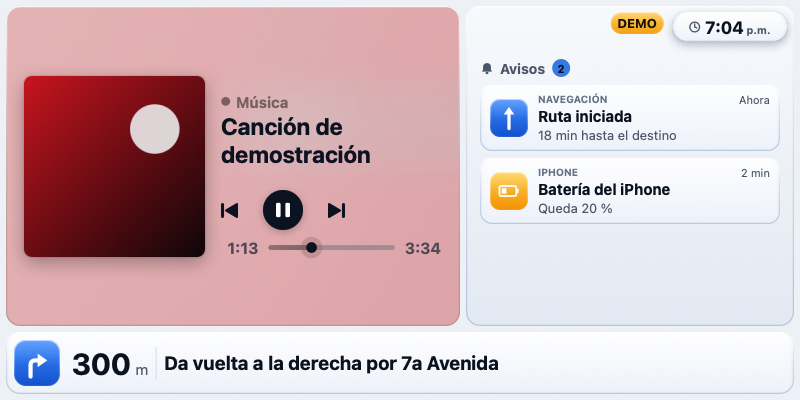 Música
Canción de
demostración
1:13
3:34
DEMO
7:04 p.m.
Avisos 2
NAVEGACIÓN
Ahora
Ruta iniciada
18 min hasta el destino
IPHONE
2 min
Batería del iPhone
Queda 20 %
300 m
Da vuelta a la derecha por 7a Avenida